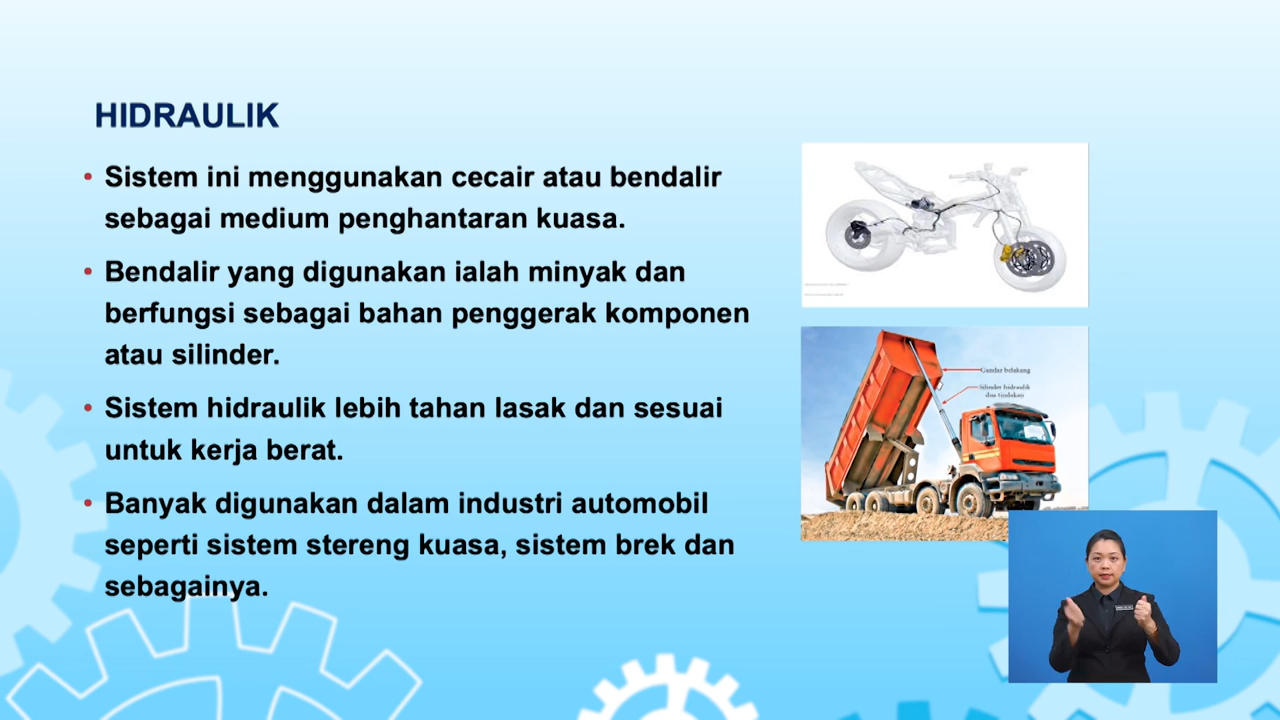 HIDRAULIK
• Sistem ini menggunakan cecair atau bendalir
sebagai medium penghantaran kuasa.
• Bendalir yang digunakan ialah minyak dan
berfungsi sebagai bahan penggerak komponen
atau silinder.
• Sistem hidraulik lebih tahan lasak dan sesuai
untuk kerja berat.
• Banyak digunakan dalam industri automobil
seperti sistem stereng kuasa, sistem brek dan
sebagainya.
Gandar belakang
Silinder hidraulik
dua tindakan